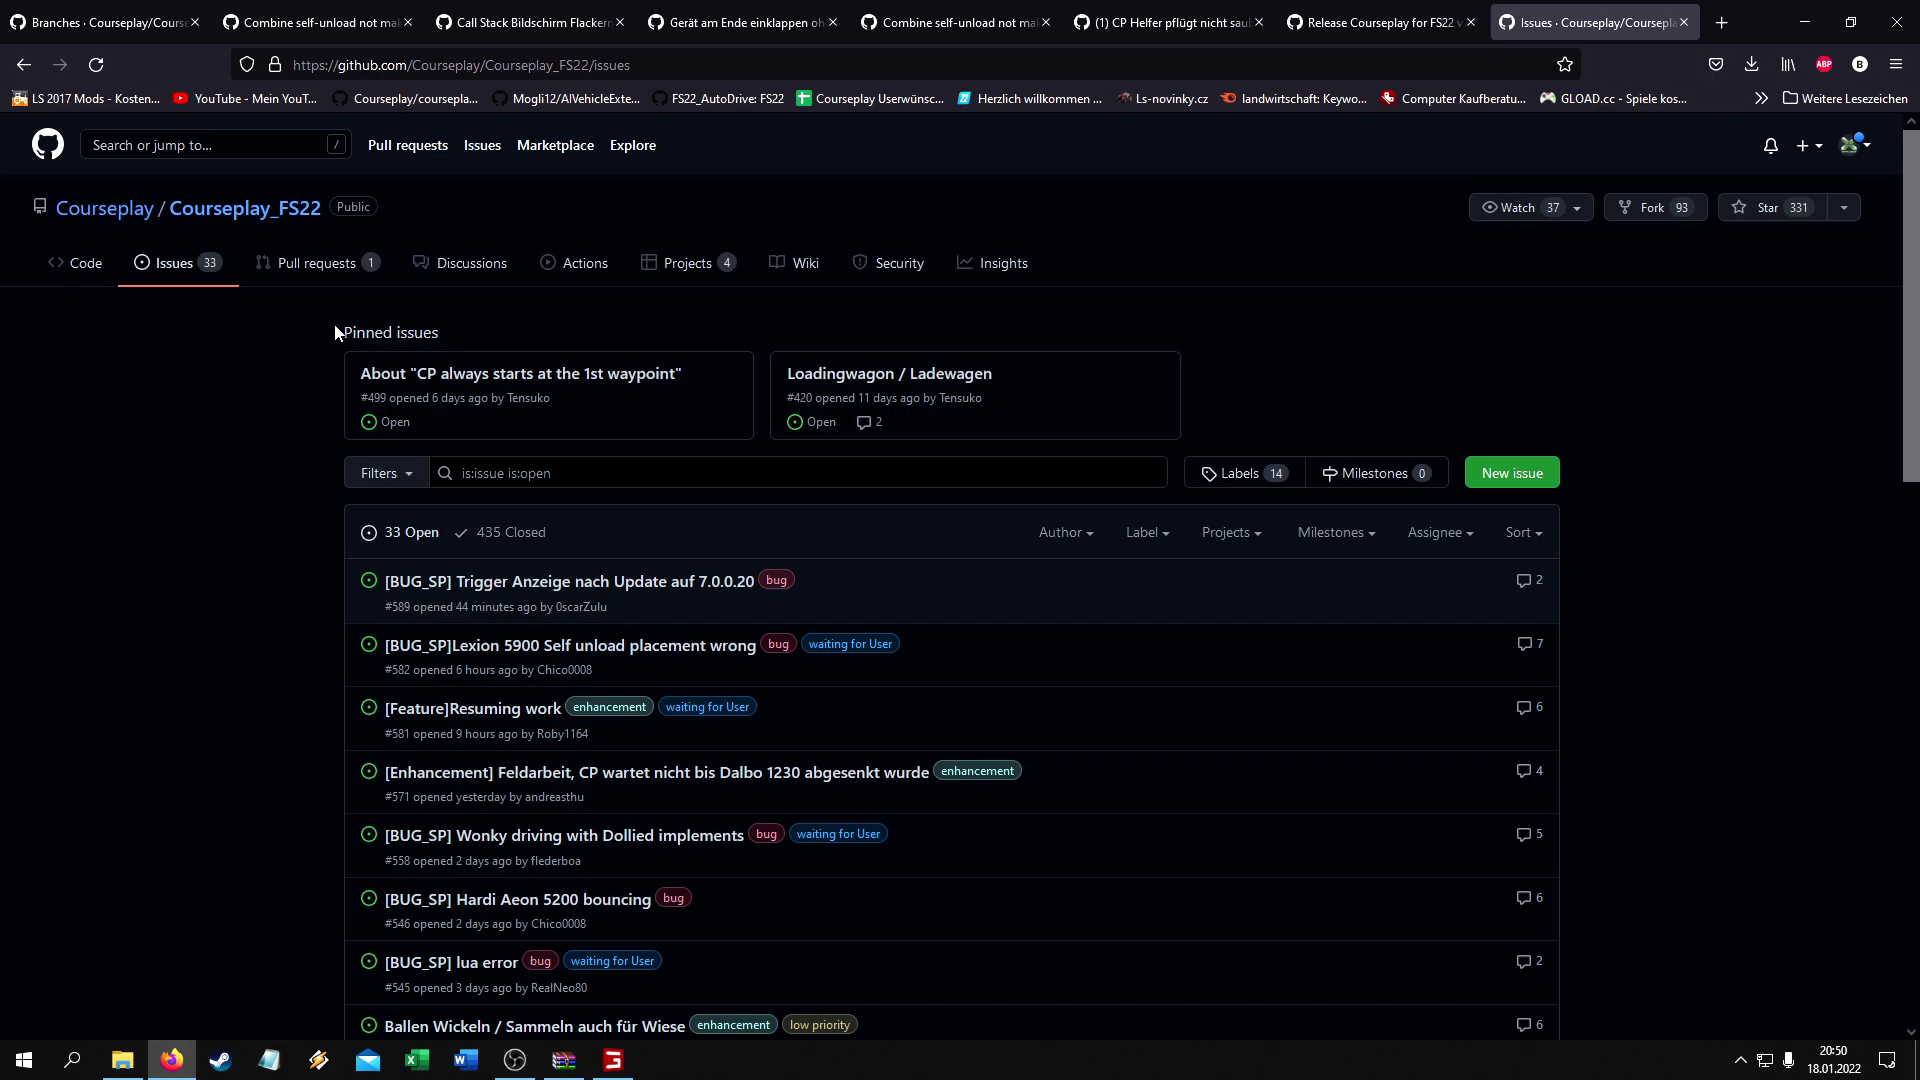 Branches · Courseplay/Course
Combine self-unload not mal
Call Stack Bildschirm Flackern
Gerät am Ende einklappen oh
Combine self-unload not mal
(1) CP Helfer pflügt nicht saub
Release Courseplay for FS22 v
Issues · Courseplay/Coursepla
https://github.com/Courseplay/Courseplay_FS22/issues
ABP
B
LS 2017 Mods - Kosten...
YouTube - Mein YouT...
Courseplay/coursepla...
Mogli12/AIVehicleExte...
FS22_AutoDrive: FS22
Courseplay Userwünsc...
Herzlich willkommen ...
Ls-novinky.cz
landwirtschaft: Keywo...
Computer Kaufberatu...
GLOAD.cc - Spiele kos...
Weitere Lesezeichen
Search or jump to...
/
Pull requests
Issues
Marketplace
Explore
Courseplay / Courseplay_FS22 Public
Watch 37
Fork 93
Star 331
Code
Issues 33
Pull requests 1
Discussions
Actions
Projects 4
Wiki
Security
Insights
Pinned issues
About "CP always starts at the 1st waypoint"
#499 opened 6 days ago by Tensuko
Open
Loadingwagon / Ladewagen
#420 opened 11 days ago by Tensuko
Open 2
Filters
is:issue is:open
Labels 14
Milestones 0
New issue
33 Open
435 Closed
Author
Label
Projects
Milestones
Assignee
Sort
[BUG_SP] Trigger Anzeige nach Update auf 7.0.0.20 bug 2
#589 opened 44 minutes ago by 0scarZulu
[BUG_SP]Lexion 5900 Self unload placement wrong bug waiting for User 7
#582 opened 6 hours ago by Chico0008
[Feature]Resuming work enhancement waiting for User 6
#581 opened 9 hours ago by Roby1164
[Enhancement] Feldarbeit, CP wartet nicht bis Dalbo 1230 abgesenkt wurde enhancement 4
#571 opened yesterday by andreasthu
[BUG_SP] Wonky driving with Dollied implements bug waiting for User 5
#558 opened 2 days ago by flederboa
[BUG_SP] Hardi Aeon 5200 bouncing bug 6
#546 opened 2 days ago by Chico0008
[BUG_SP] lua error bug waiting for User 2
#545 opened 3 days ago by RealNeo80
Ballen Wickeln / Sammeln auch für Wiese enhancement low priority 6
20:50
18.01.2022